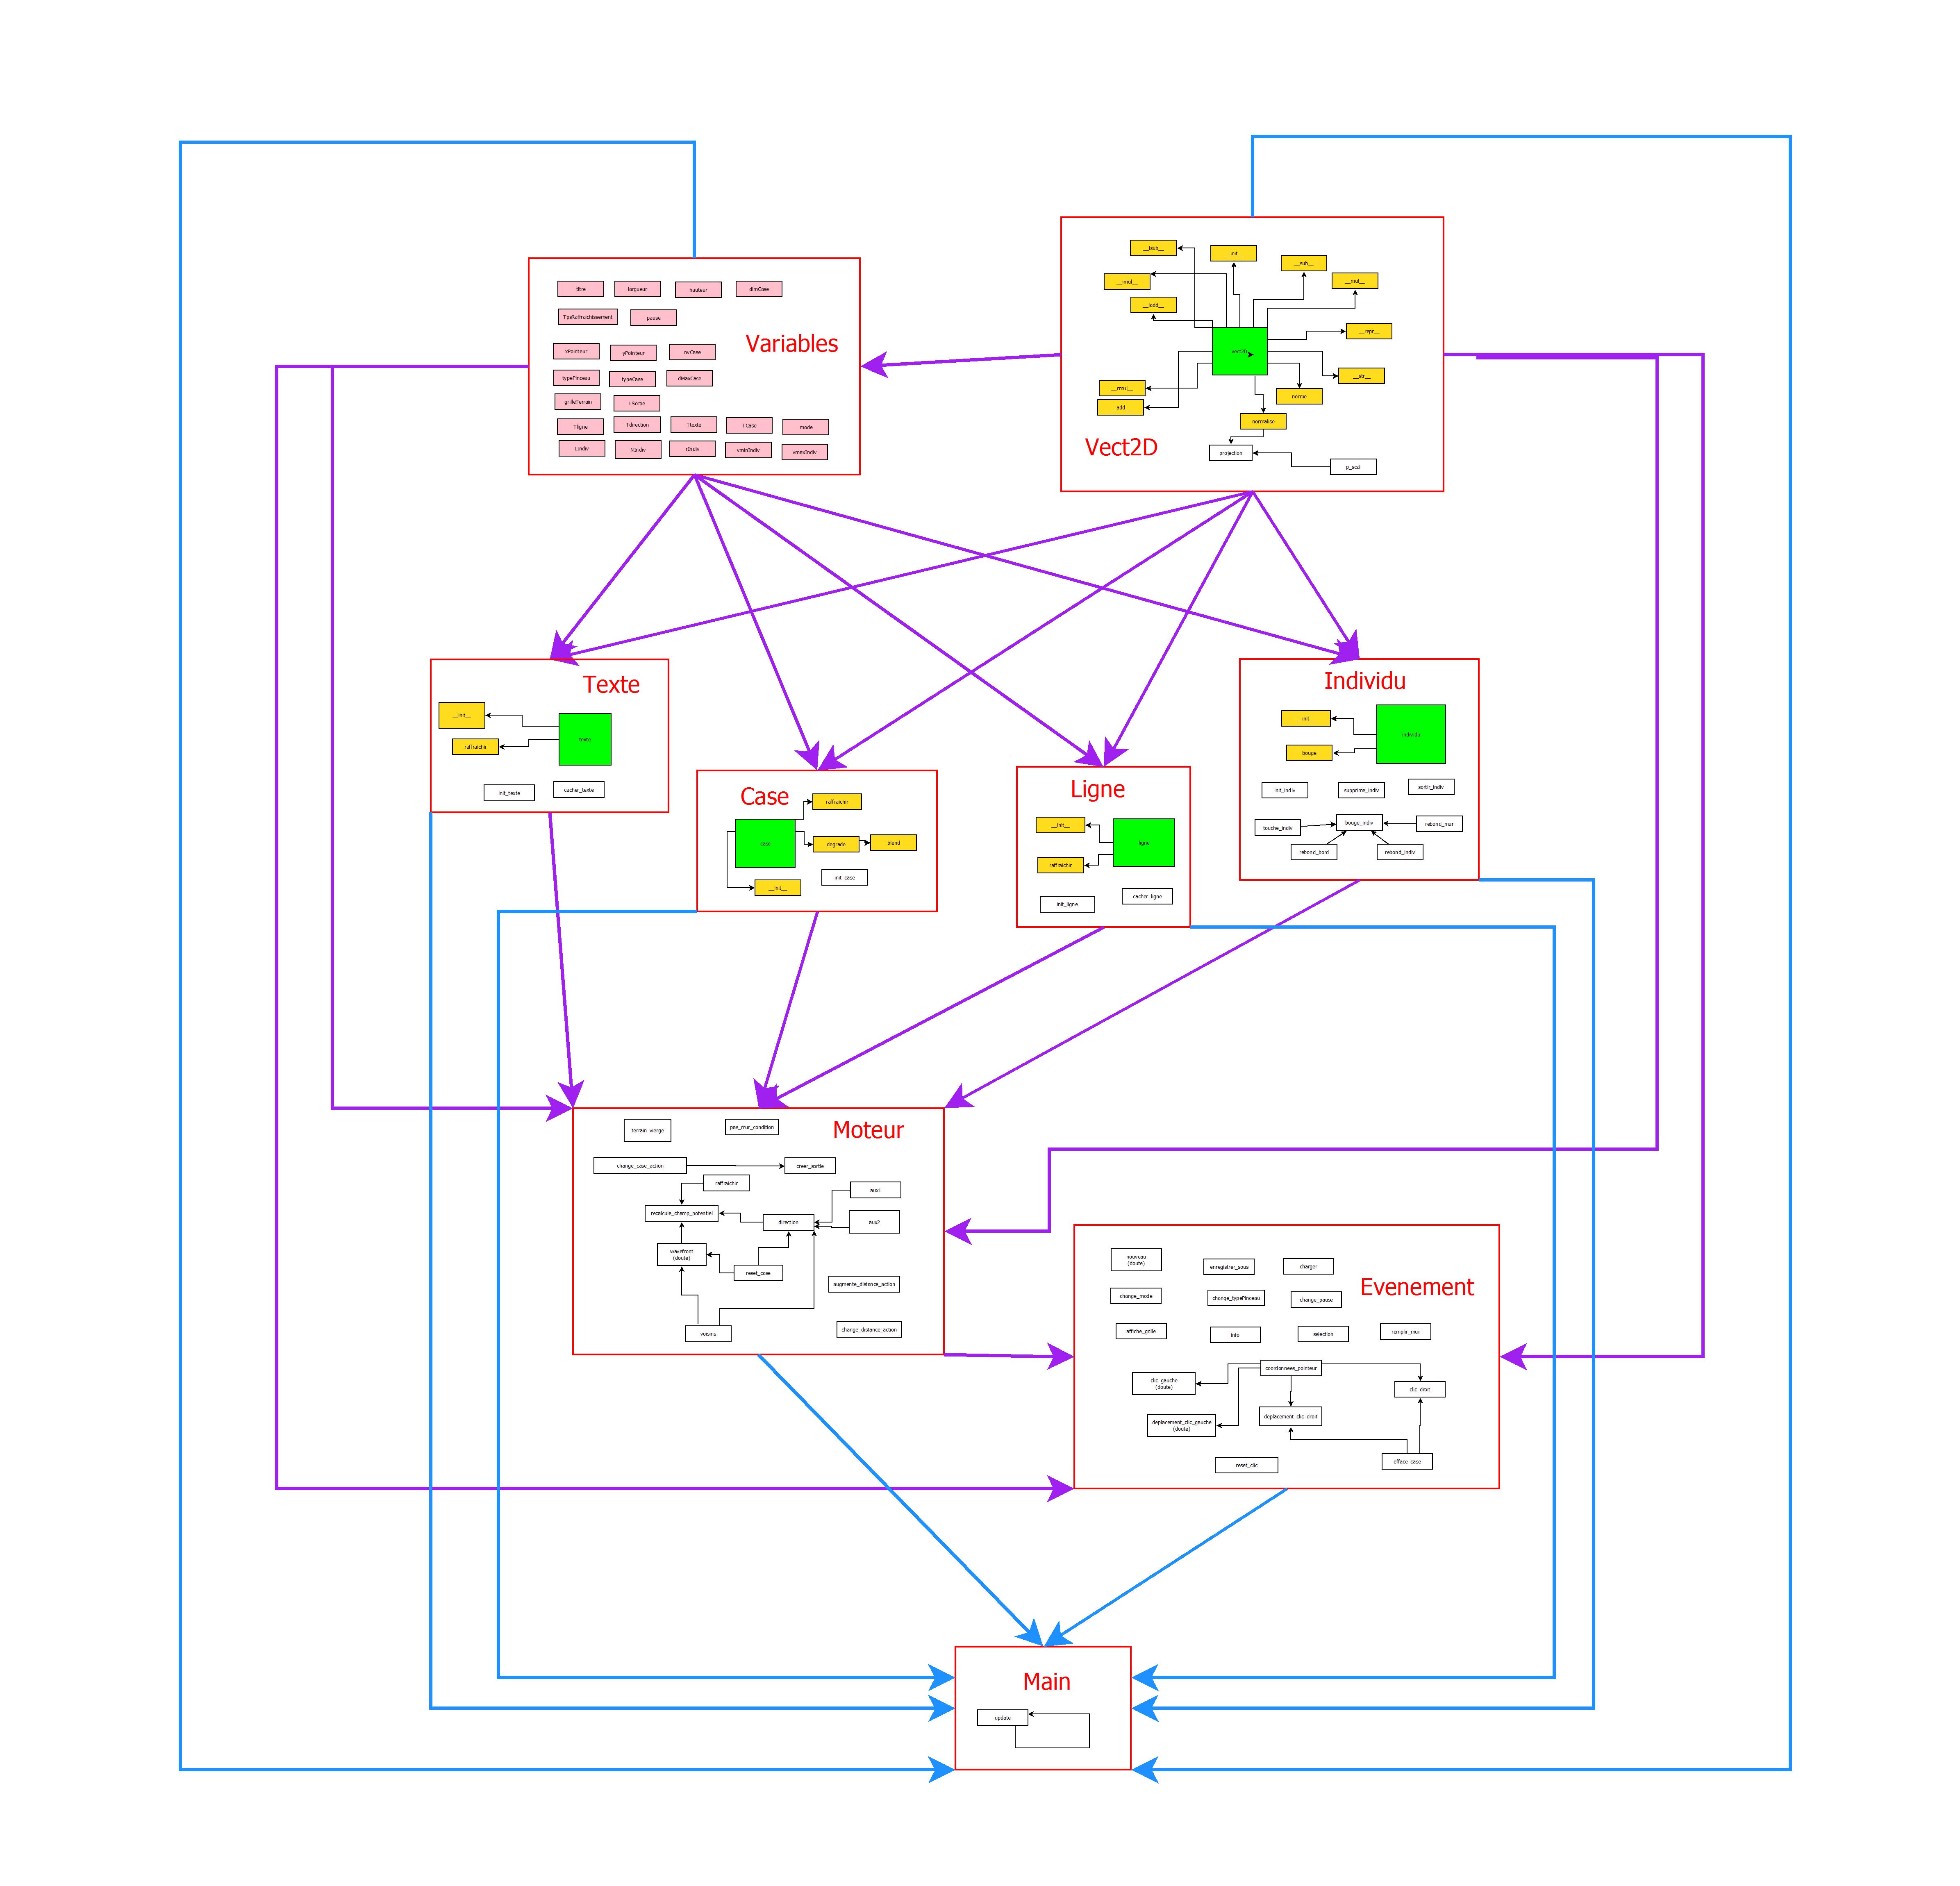 titre
largueur
hauteur
dimCase
TpsRaffraichissement
pause
Variables
xPointeur
yPointeur
nvCase
typePinceau
typeCase
dMaxCase
grilleTerrain
LSortie
Tligne
Tdirection
Ttexte
TCase
mode
LIndiv
NIndiv
rIndiv
vminIndiv
vmaxIndiv
__isub__
__init__
__sub__
__imul__
__mul__
__iadd__
__repr__
vect2D
__str__
__rmul__
__add__
norme
normalise
Vect2D
projection
p_scal
Texte
__init__
raffraichir
texte
init_texte
cacher_texte
Case
raffraichir
case
degrade
blend
init_case
__init__
Ligne
__init__
ligne
raffraichir
init_ligne
cacher_ligne
Individu
__init__
individu
bouge
init_indiv
supprime_indiv
sortir_indiv
touche_indiv
bouge_indiv
rebond_mur
rebond_bord
rebond_indiv
terrain_vierge
pas_mur_condition
Moteur
change_case_action
creer_sortie
raffraichir
aux1
recalcule_champ_potentiel
direction
aux2
wavefront
(doute)
reset_case
augmente_distance_action
voisins
change_distance_action
nouveau
(doute)
enregistrer_sous
charger
Evenement
change_mode
change_typePinceau
change_pause
affiche_grille
info
selection
remplir_mur
coordonnees_pointeur
clic_gauche
(doute)
clic_droit
deplacement_clic_gauche
(doute)
deplacement_clic_droit
reset_clic
efface_case
Main
update